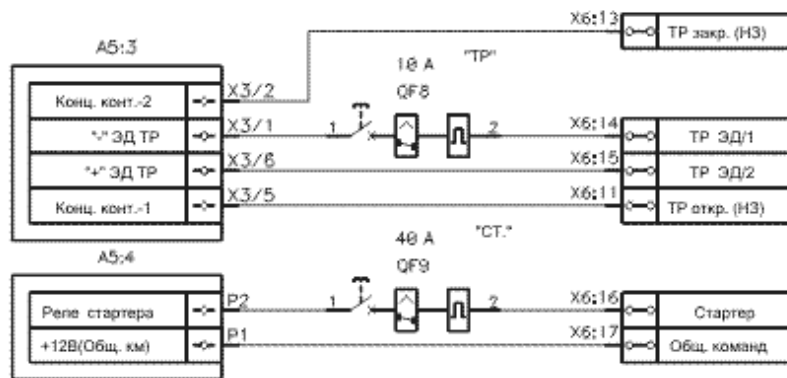 X6:13
ТР закр. (НЗ)
А5:3
10 А
"ТР"
QF8
Конц. конт.-2
X3/2
"-" ЭД ТР
X3/1
1
2
X6:14
ТР ЭД/1
"+" ЭД ТР
X3/6
X6:15
ТР ЭД/2
Конц. конт.-1
X3/5
X6:11
ТР откр. (НЗ)
А5:4
40 А
"СТ."
QF9
Реле стартера
P2
1
2
X6:16
Стартер
+12В(Общ. км)
P1
X6:17
Общ. команд